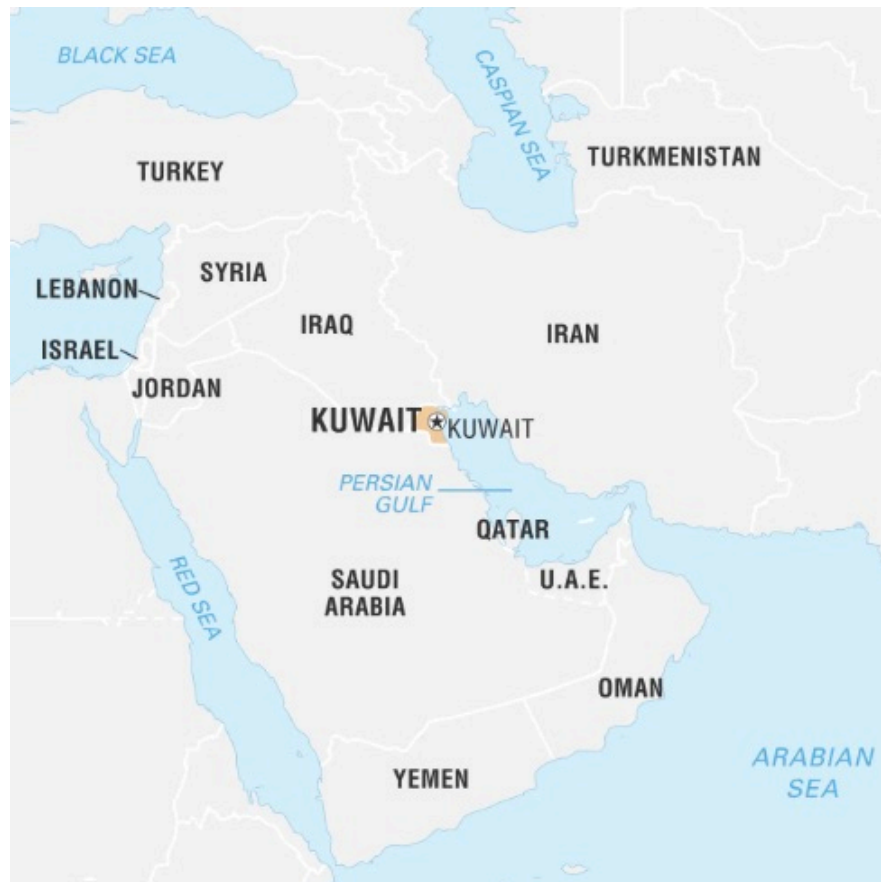 BLACK SEA
CASPIAN SEA
TURKEY
TURKMENISTAN
SYRIA
LEBANON
IRAQ
IRAN
ISRAEL
JORDAN
KUWAIT
KUWAIT
PERSIAN
GULF
QATAR
RED SEA
SAUDI
ARABIA
U.A.E.
OMAN
YEMEN
ARABIAN
SEA